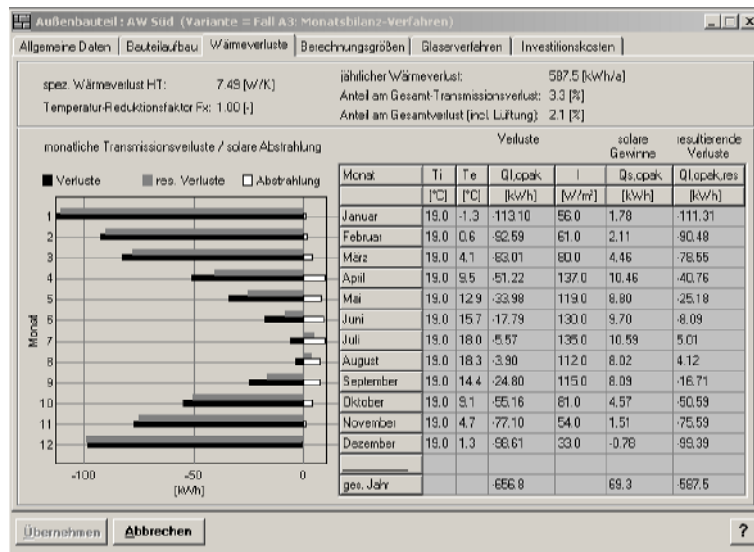 Außenbauteil: AW Süd (Variante = Fall A3: Monatsbilanz-Verfahren)
Allgemeine Daten Bauteilaufbau Wärmeverluste Berechnungsgrößen Glaserverfahren Investitionskosten
spez. Wärmeverlust HT: 7.49 [W/K]
Temperatur-Reduktionsfaktor Fx: 1.00 [-]
jährlicher Wärmeverlust: 587.5 [kWh/a]
Anteil am Gesamt-Transmissionsverlust: 3.3 [%]
Anteil am Gesamtverlust (incl. Lüftung): 2.1 [%]
monatliche Transmissionsverluste / solare Abstrahlung
Verluste res. Verluste Abstrahlung
Monat
1
2
3
4
5
6
7
8
9
10
11
12
-100 -50 0
[kWh]
Verluste solare Gewinne resultierende Verluste
Monat Ti Te Ql,opak I Qs,opak Ql,opak,res
[°C] [°C] [kWh] [W/m²] [kWh] [kWh]
Januar 19.0 -1.3 -113.10 56.0 1.78 -111.31
Februar 19.0 0.6 -92.59 61.0 2.11 -90.48
März 19.0 4.1 -83.01 80.0 4.46 -78.55
April 19.0 9.5 -51.22 137.0 10.46 -40.76
Mai 19.0 12.9 -33.98 119.0 8.80 -25.18
Juni 19.0 15.7 -17.79 130.0 9.70 -8.09
Juli 19.0 18.0 -5.57 135.0 10.59 5.01
August 19.0 18.3 -3.90 112.0 8.02 4.12
September 19.0 14.4 -24.80 115.0 8.09 -16.71
Oktober 19.0 9.1 -55.16 81.0 4.57 -50.59
November 19.0 4.7 -77.10 54.0 1.51 -75.59
Dezember 19.0 1.3 -98.61 33.0 -0.78 -99.39
ges. Jahr -656.8 69.3 -587.5
Übernehmen Abbrechen ?